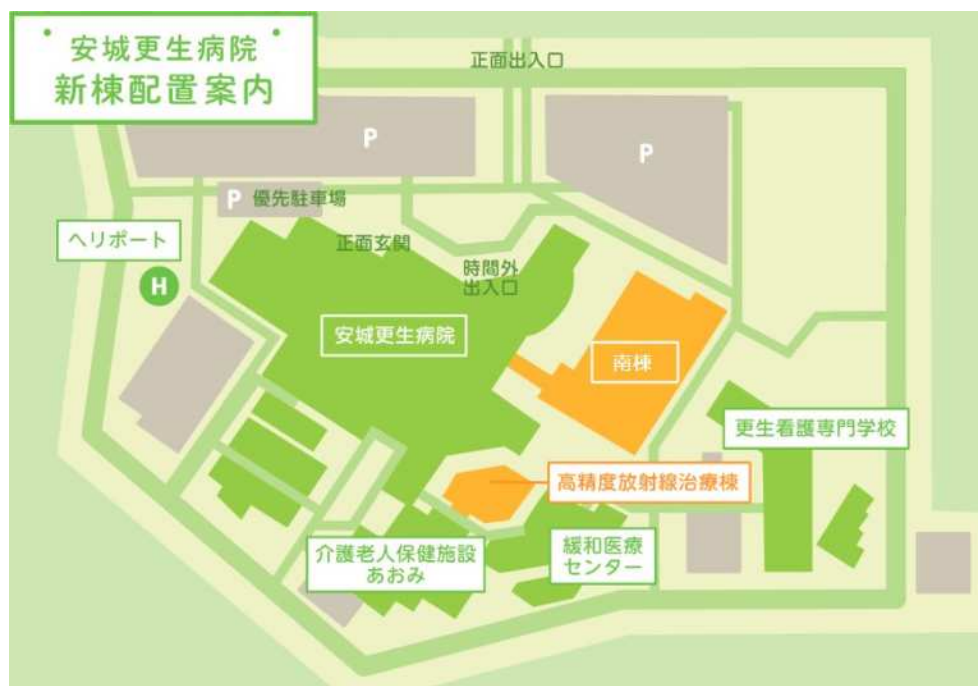 安城更生病院
新棟配置案内
正面出入口
P
P
P 優先駐車場
ヘリポート
正面玄関
時間外
出入口
H
安城更生病院
南棟
更生看護専門学校
高精度放射線治療棟
介護老人保健施設
あおみ
緩和医療
センター